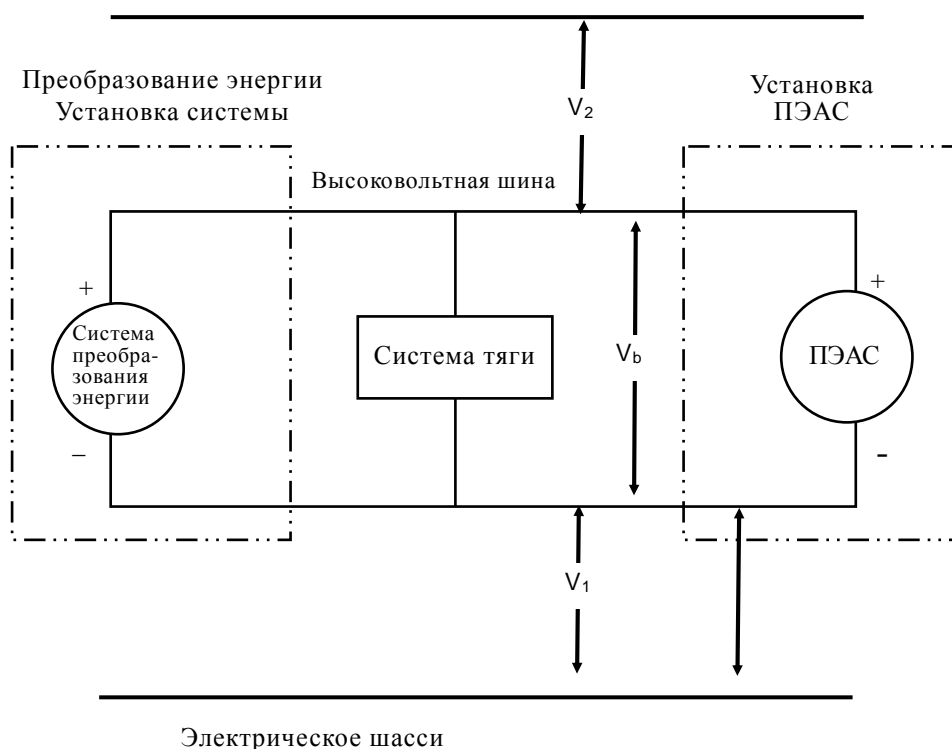 Преобразование энергии
Установка системы
V2
Установка
ПЭАС
Высоковольтная шина
+
+
Система
преобра-
зования
энергии
Система тяги
Vb
ПЭАС
–
-
V1
Электрическое шасси